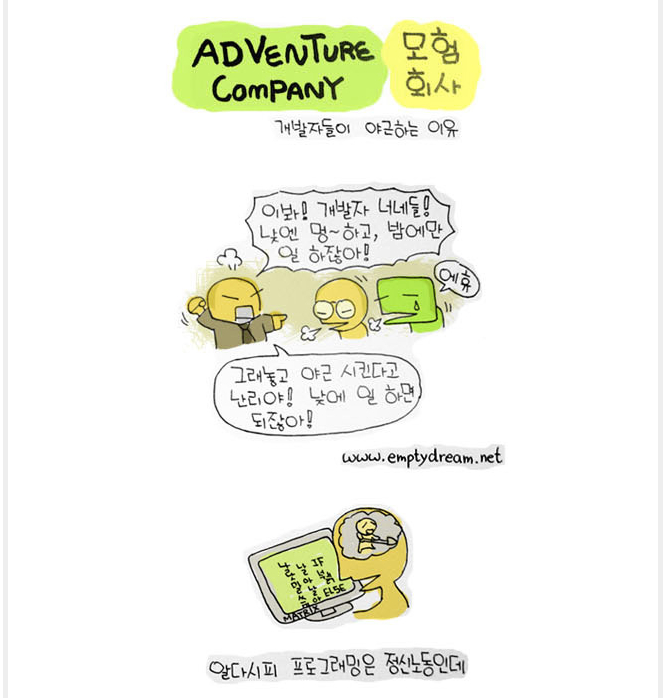 ADVENTURE
COMPANY
모험
회사
개발자들이 야근하는 이유
이봐! 개발자 너네들!
낮엔 멍~하고, 밤에만
일 하잖아!
에휴
그래놓고 야근 시킨다고
난리야! 낮에 일 하면
되잖아!
www.emptydream.net
IF
ELSE
MATRIX
알다시피 프로그래밍은 정신노동인데